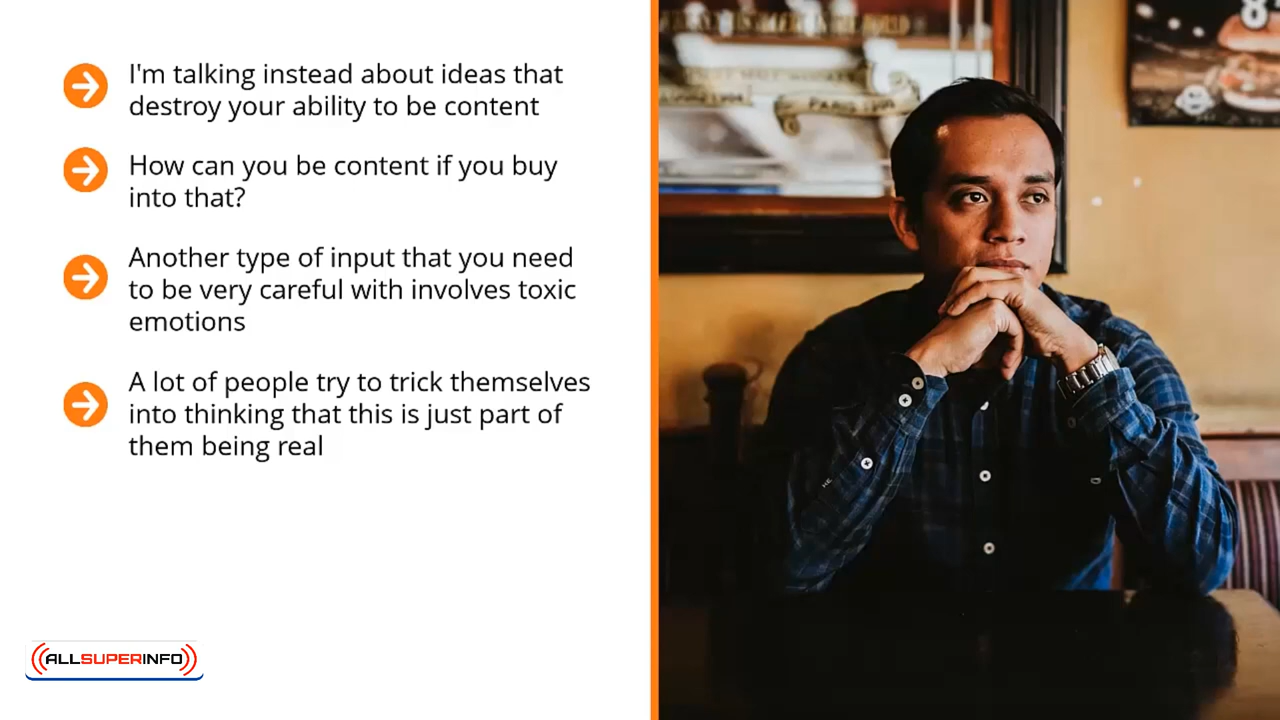 I'm talking instead about ideas that
destroy your ability to be content
How can you be content if you buy
into that?
Another type of input that you need
to be very careful with involves toxic
emotions
A lot of people try to trick themselves
into thinking that this is just part of
them being real
ALLSUPERINFO
PARIS 1900